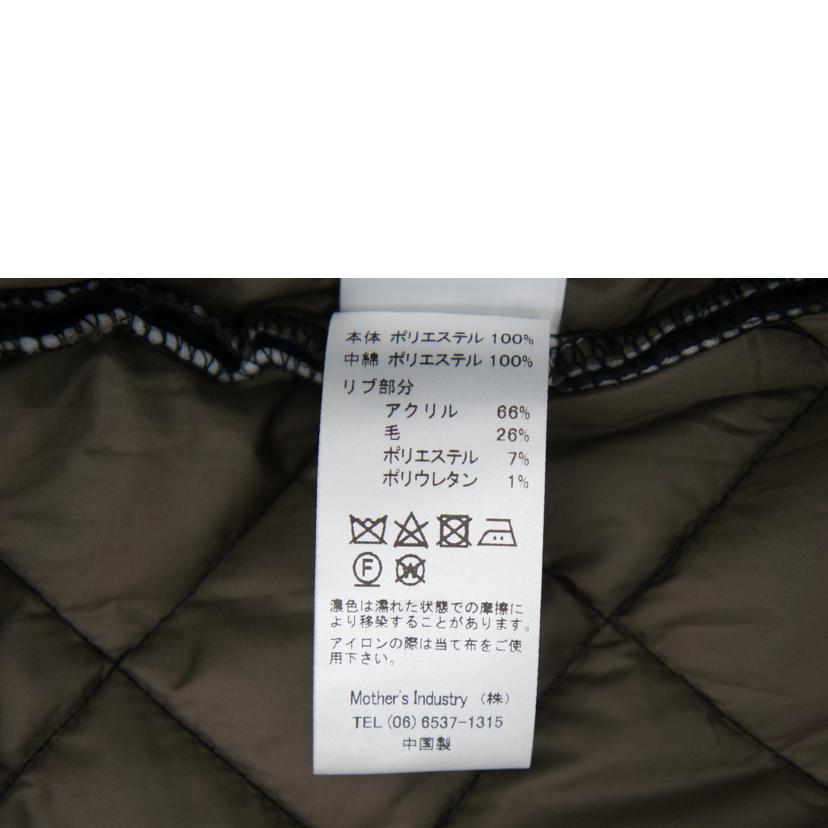 本体 ポリエステル 100%
中綿 ポリエステル 100%
リブ部分
アクリル 66%
毛 26%
ポリエステル 7%
ポリウレタン 1%
F W
濃色は濡れた状態での摩擦に
より移染することがあります。
アイロンの際は当て布をご使
用下さい。
Mother's Industry (株)
TEL (06) 6537-1315
中国製